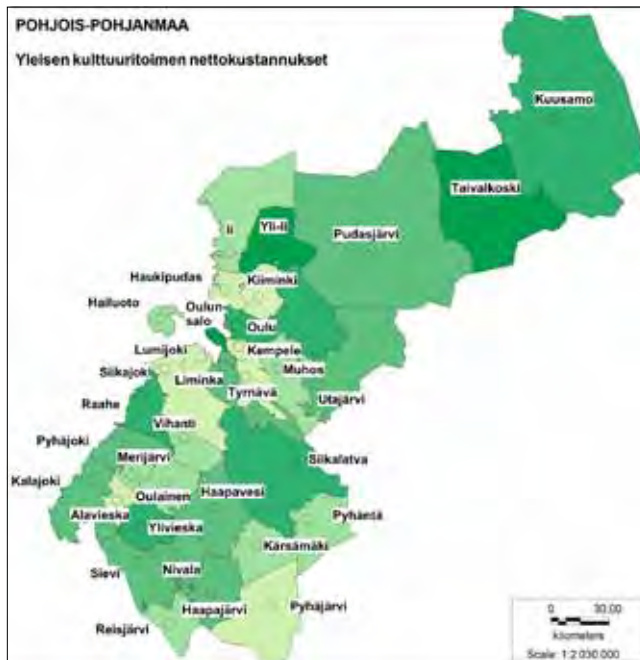 POHJOIS-POHJANMAA
Yleisen kulttuuritoimen nettokustannukset
Kuusamo
Taivalkoski
Ii
Yli-Ii
Pudasjärvi
Haukipudas
Kiiminki
Hailuoto
Oulun-
salo
Oulu
Lumijoki
Kempele
Siikajoki
Liminka
Muhos
Raahe
Tyrnävä
Utajärvi
Vihanti
Pyhäjoki
Merijärvi
Siikalatva
Kalajoki
Oulainen
Haapavesi
Alavieska
Pyhäntä
Ylivieska
Kärsämäki
Sievi
Nivala
Haapajärvi
Pyhäjärvi
Reisjärvi
0 30,00
kilometers
Scale: 1:2 030 000